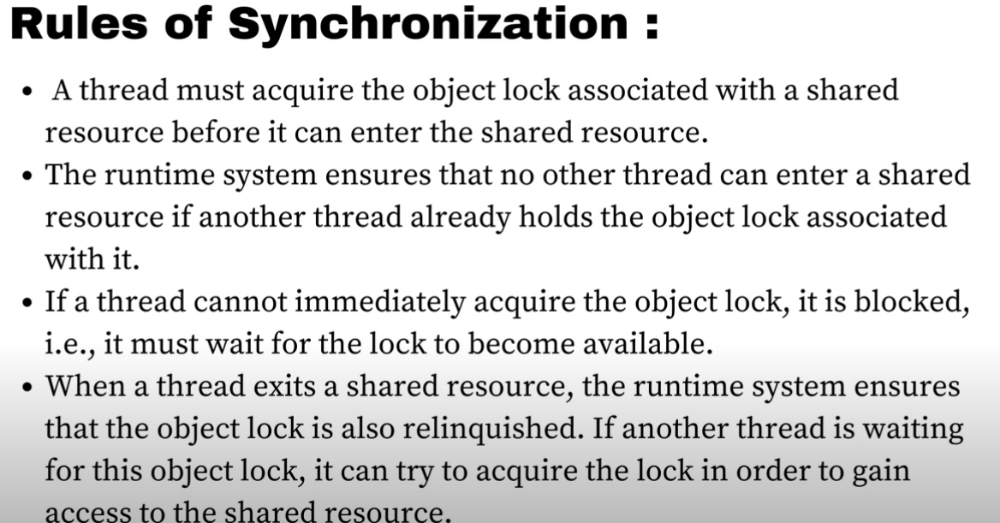 Rules of Synchronization :
• A thread must acquire the object lock associated with a shared
resource before it can enter the shared resource.
• The runtime system ensures that no other thread can enter a shared
resource if another thread already holds the object lock associated
with it.
• If a thread cannot immediately acquire the object lock, it is blocked,
i.e., it must wait for the lock to become available.
• When a thread exits a shared resource, the runtime system ensures
that the object lock is also relinquished. If another thread is waiting
for this object lock, it can try to acquire the lock in order to gain
access to the shared resource.